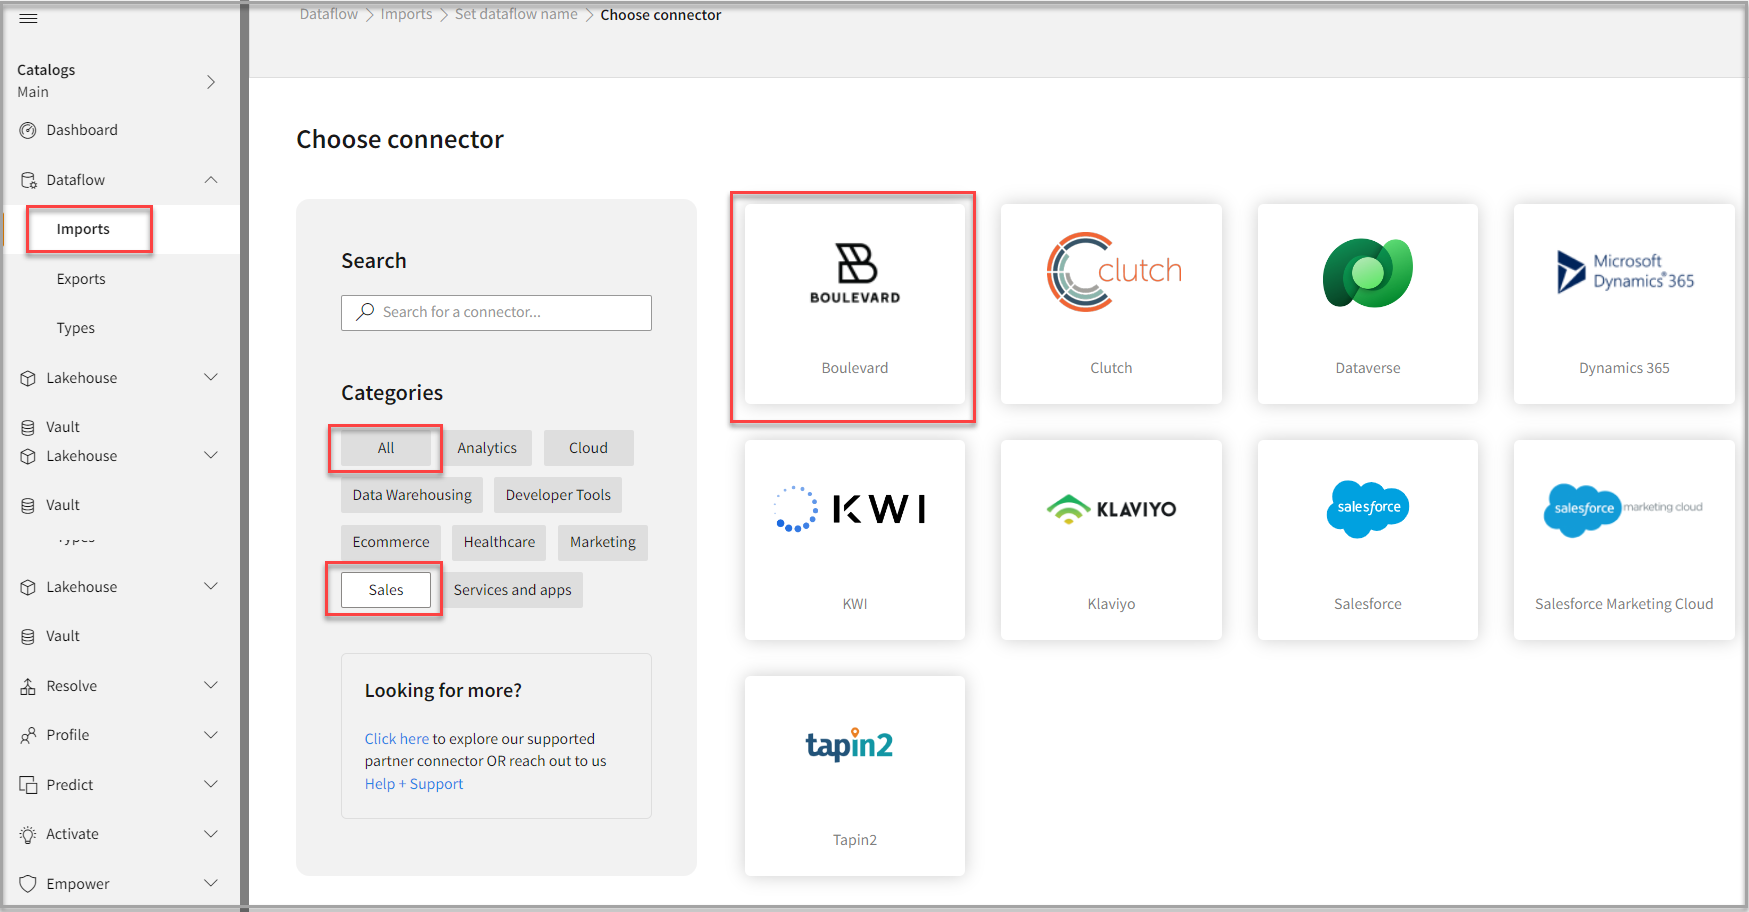 Dataflow > Imports > Set dataflow name > Choose connector
Catalogs
Main
Dashboard
Dataflow
Imports
Exports
Types
Lakehouse
Vault
Lakehouse
Vault
Lakehouse
Vault
Resolve
Profile
Predict
Activate
Empower
Choose connector
Search
Search for a connector...
Categories
All Analytics Cloud
Data Warehousing Developer Tools
Ecommerce Healthcare Marketing
Sales Services and apps
Looking for more?
Click here to explore our supported
partner connector OR reach out to us
Help + Support
BOULEVARD
Boulevard
clutch
Clutch
Dataverse
Microsoft
Dynamics® 365
Dynamics 365
KWI
KWI
KLAVIYO
Klaviyo
salesforce
Salesforce
salesforce marketing cloud
Salesforce Marketing Cloud
tapin2
Tapin2